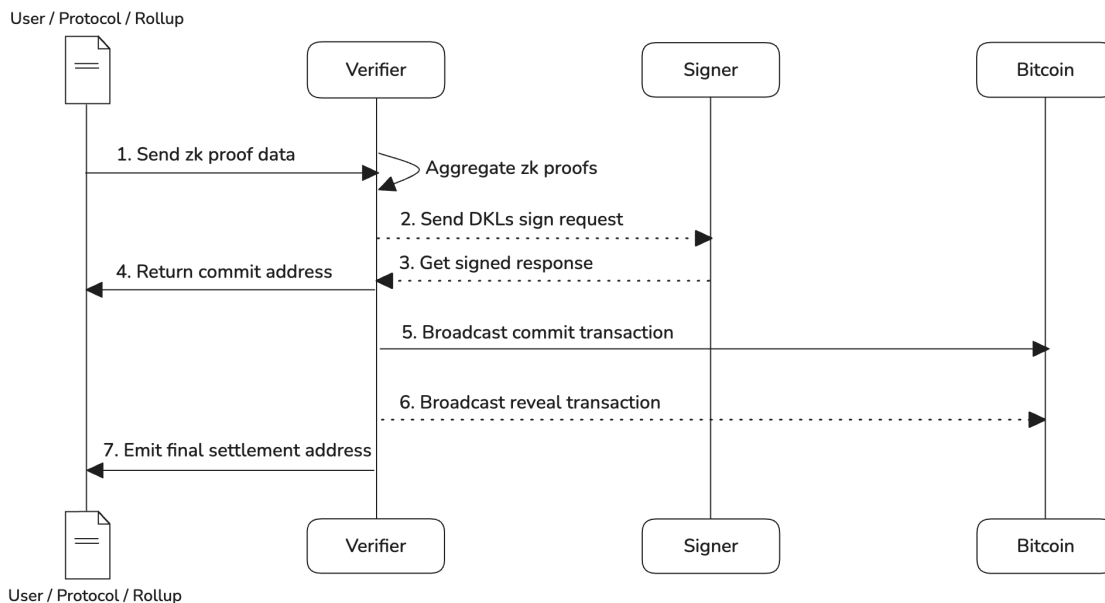 User / Protocol / Rollup
Verifier
Signer
Bitcoin
1. Send zk proof data
Aggregate zk proofs
2. Send DKLs sign request
3. Get signed response
4. Return commit address
5. Broadcast commit transaction
6. Broadcast reveal transaction
7. Emit final settlement address
Verifier
Signer
Bitcoin
User / Protocol / Rollup